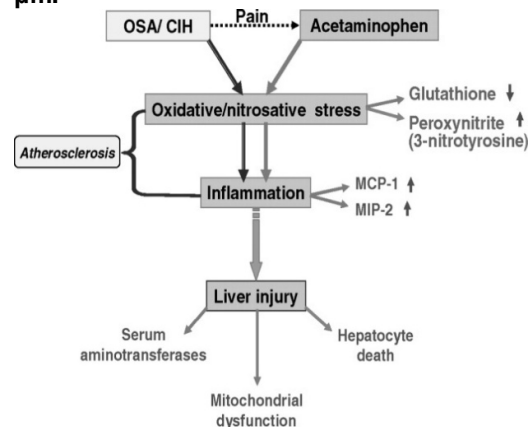 µm.
OSA/ CIH
Pain
Acetaminophen
Oxidative/nitrosative stress
Glutathione ↓
Peroxynitrite ↑
(3-nitrotyrosine)
Atherosclerosis
Inflammation
MCP-1 ↑
MIP-2 ↑
Liver injury
Serum
aminotransferases
Hepatocyte
death
Mitochondrial
dysfunction